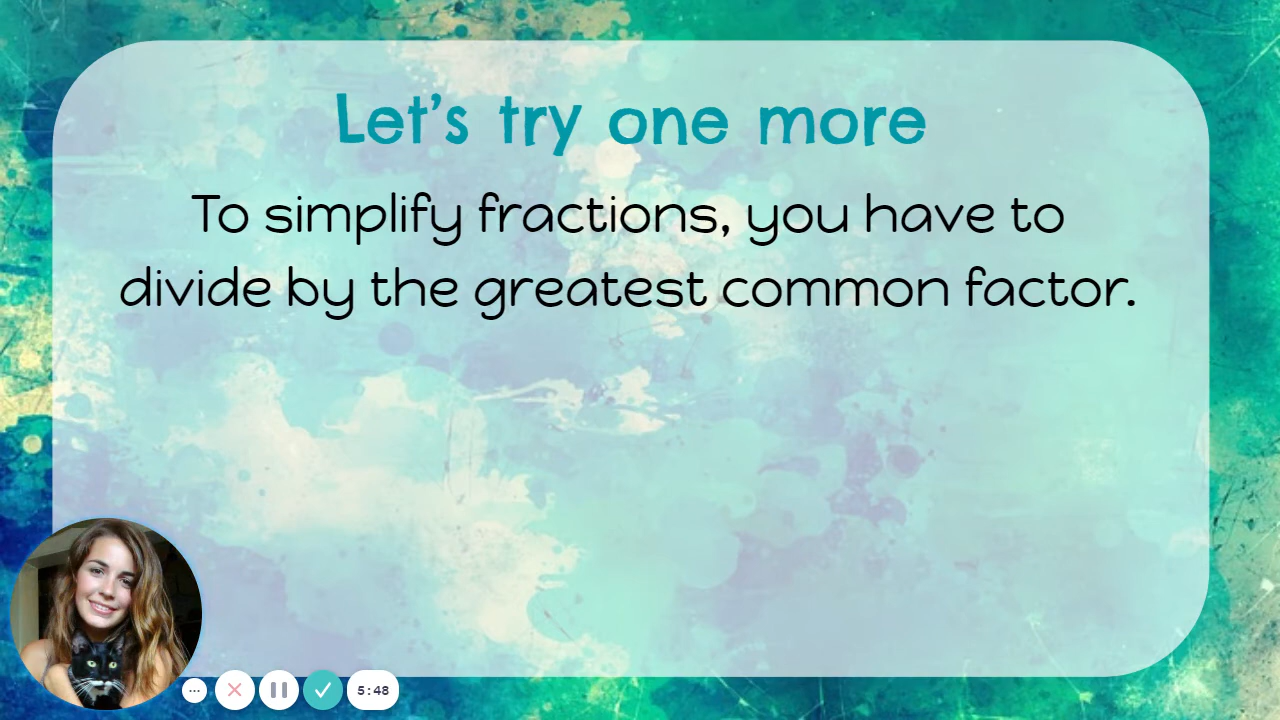 Let's try one more
To simplify fractions, you have to
divide by the greatest common factor.
5:48